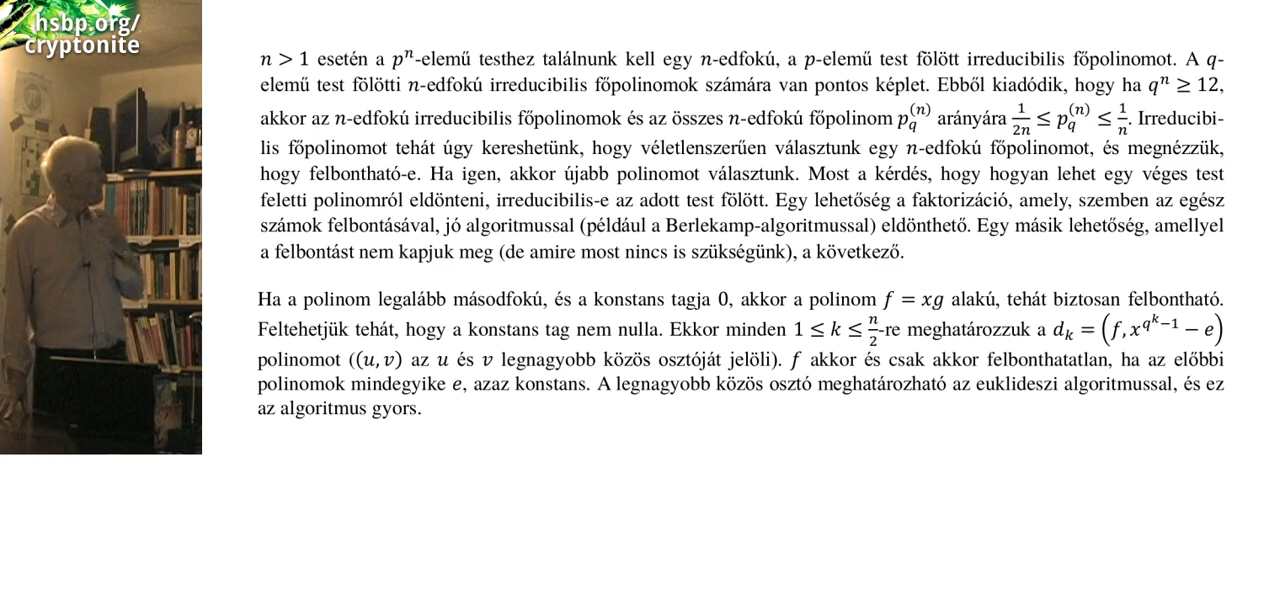 hsbp.org/
cryptonite
n > 1 esetén a pⁿ-elemű testhez találnunk kell egy n-edfokú, a p-elemű test fölött irreducibilis főpolinomot. A q-
elemű test fölötti n-edfokú irreducibilis főpolinomok számára van pontos képlet. Ebből kiadódik, hogy ha qⁿ ≥ 12,
akkor az n-edfokú irreducibilis főpolinomok és az összes n-edfokú főpolinom p_q^(n) arányára 1/2n ≤ p_q^(n) ≤ 1/n. Irreducibi-
lis főpolinomot tehát úgy kereshetünk, hogy véletlenszerűen választunk egy n-edfokú főpolinomot, és megnézzük,
hogy felbontható-e. Ha igen, akkor újabb polinomot választunk. Most a kérdés, hogy hogyan lehet egy véges test
feletti polinomról eldönteni, irreducibilis-e az adott test fölött. Egy lehetőség a faktorizáció, amely, szemben az egész
számok felbontásával, jó algoritmussal (például a Berlekamp-algoritmussal) eldönthető. Egy másik lehetőség, amellyel
a felbontást nem kapjuk meg (de amire most nincs is szükségünk), a következő.
Ha a polinom legalább másodfokú, és a konstans tagja 0, akkor a polinom f = xg alakú, tehát biztosan felbontható.
Feltehetjük tehát, hogy a konstans tag nem nulla. Ekkor minden 1 ≤ k ≤ n/2-re meghatározzuk a d_k = (f, x^(q^k−1) − e)
polinomot ((u, v) az u és v legnagyobb közös osztóját jelöli). f akkor és csak akkor felbonthatatlan, ha az előbbi
polinomok mindegyike e, azaz konstans. A legnagyobb közös osztó meghatározható az euklideszi algoritmussal, és ez
az algoritmus gyors.